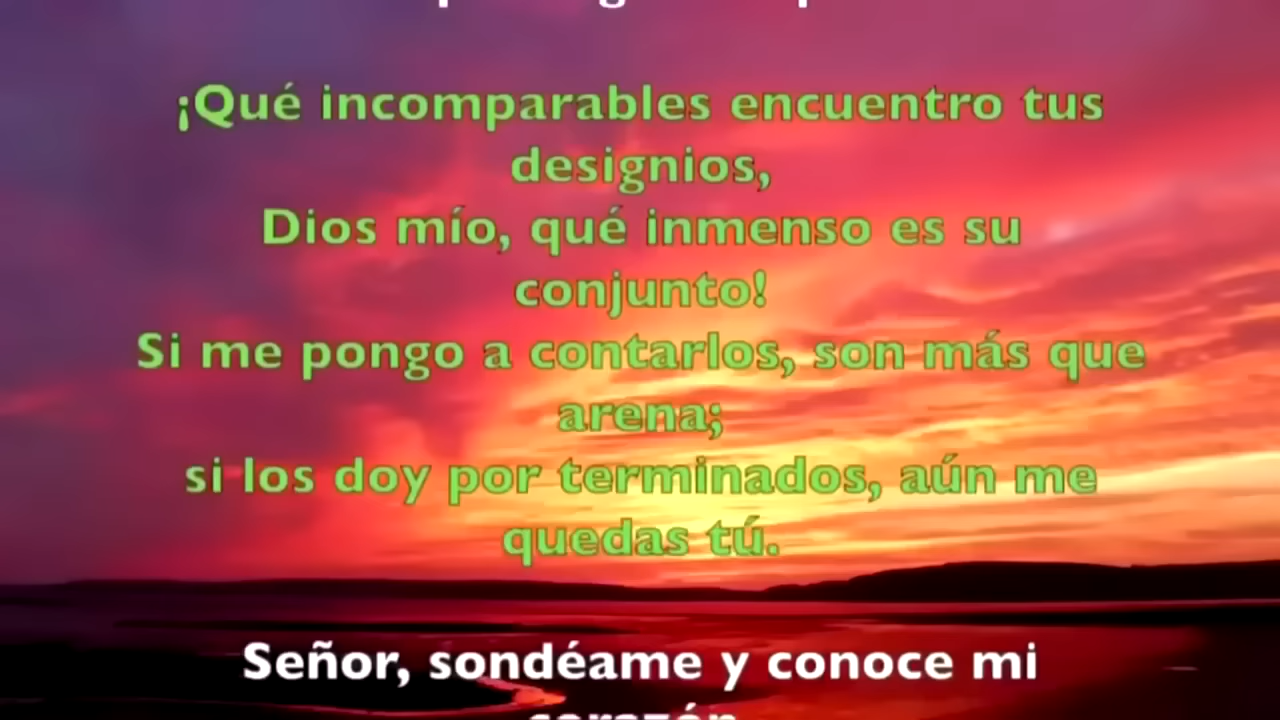 ¡Qué incomparables encuentro tus
designios,
Dios mío, qué inmenso es su
conjunto!
Si me pongo a contarlos, son más que
arena;
si los doy por terminados, aún me
quedas tú.
Señor, sondéame y conoce mi
corazón